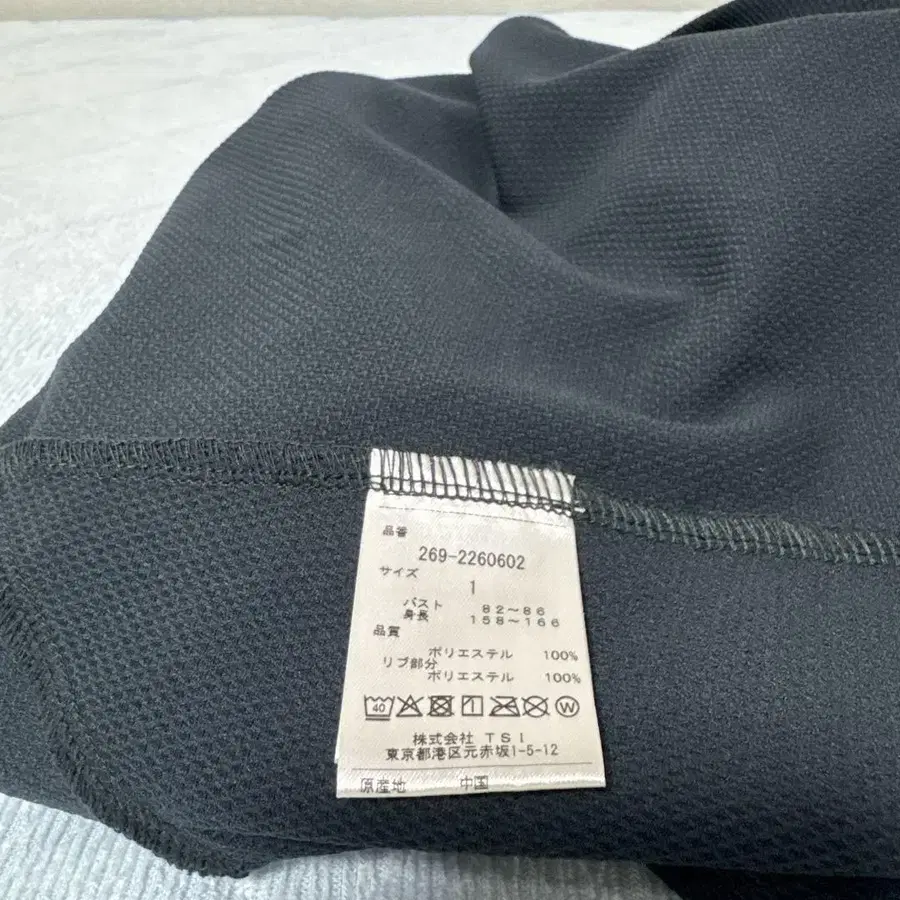 品番
269-2260602
サイズ
1
バスト 82～86
身長 158～166
品質
ポリエステル 100%
リブ部分
ポリエステル 100%
40 W
株式会社 TSI
東京都港区元赤坂1-5-12
原産地 中国